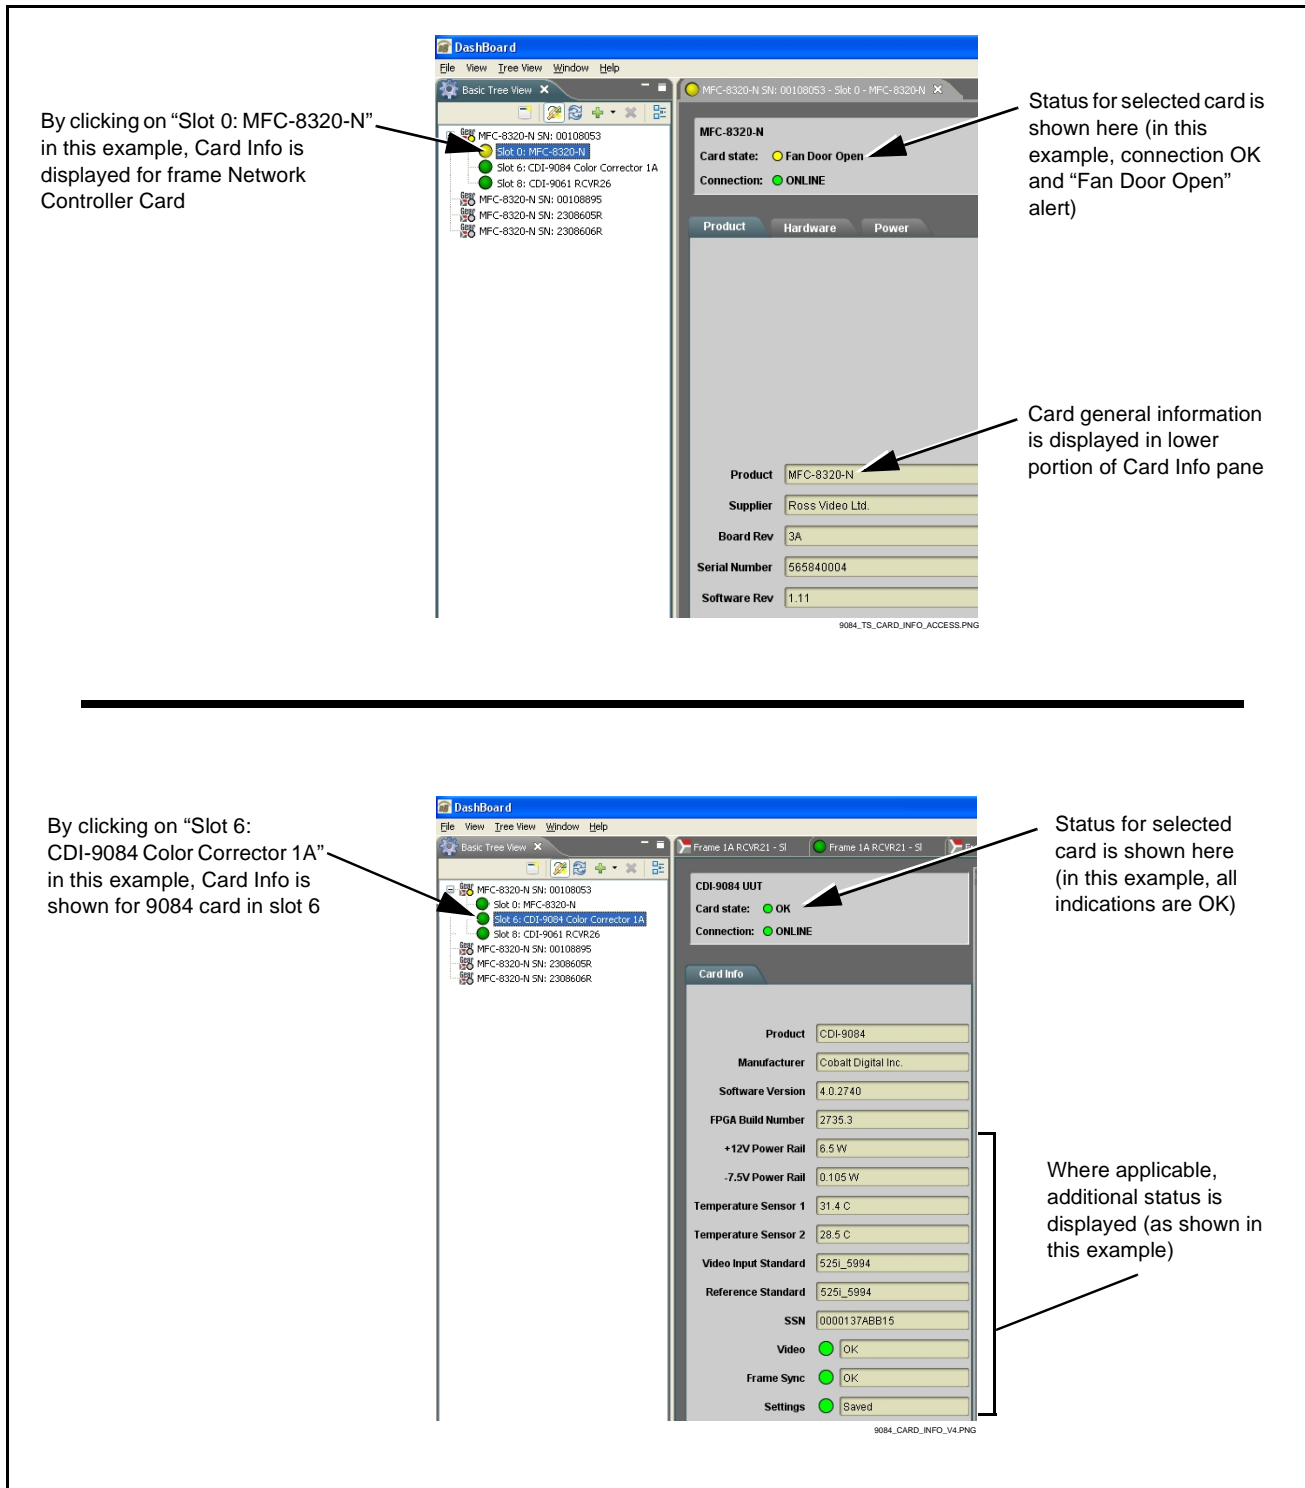 DashBoard
File View Tree View Window Help
Basic Tree View
MFC-8320-N SN: 00108053 - Slot 0 - MFC-8320-N
By clicking on “Slot 0: MFC-8320-N”
in this example, Card Info is
displayed for frame Network
Controller Card
MFC-8320-N SN: 00108053
Slot 0: MFC-8320-N
Slot 6: CDI-9084 Color Corrector 1A
Slot 8: CDI-9061 RCVR26
MFC-8320-N SN: 00108895
MFC-8320-N SN: 2308605R
MFC-8320-N SN: 2308606R
MFC-8320-N
Card state: Fan Door Open
Connection: ONLINE
Status for selected card is
shown here (in this
example, connection OK
and “Fan Door Open”
alert)
Product Hardware Power
Card general information
is displayed in lower
portion of Card Info pane
Product MFC-8320-N
Supplier Ross Video Ltd.
Board Rev 3A
Serial Number 565840004
Software Rev 1.11
9084_TS_CARD_INFO_ACCESS.PNG
DashBoard
File View Tree View Window Help
Basic Tree View
Frame 1A RCVR21 - Sl Frame 1A RCVR21 - Sl
By clicking on “Slot 6:
CDI-9084 Color Corrector 1A”
in this example, Card Info is
shown for 9084 card in slot 6
MFC-8320-N SN: 00108053
Slot 0: MFC-8320-N
Slot 6: CDI-9084 Color Corrector 1A
Slot 8: CDI-9061 RCVR26
MFC-8320-N SN: 00108895
MFC-8320-N SN: 2308605R
MFC-8320-N SN: 2308606R
CDI-9084 UUT
Card state: OK
Connection: ONLINE
Status for selected
card is shown here
(in this example, all
indications are OK)
Card Info
Product CDI-9084
Manufacturer Cobalt Digital Inc.
Software Version 4.0.2740
FPGA Build Number 2735.3
+12V Power Rail 6.5 W
-7.5V Power Rail 0.105 W
Temperature Sensor 1 31.4 C
Temperature Sensor 2 28.5 C
Video Input Standard 525i_5994
Reference Standard 525i_5994
SSN 0000137ABB15
Video OK
Frame Sync OK
Settings Saved
Where applicable,
additional status is
displayed (as shown in
this example)
9084_CARD_INFO_V4.PNG